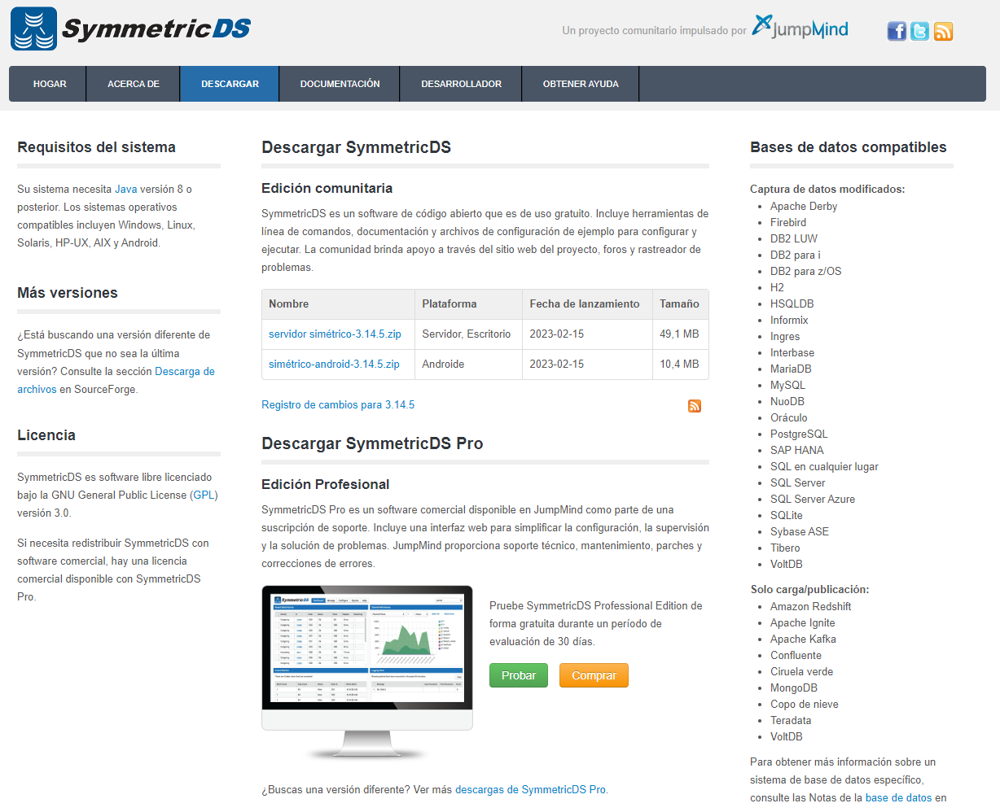 SymmetricDS
Un proyecto comunitario impulsado por JumpMind
HOGAR
ACERCA DE
DESCARGAR
DOCUMENTACIÓN
DESARROLLADOR
OBTENER AYUDA
Requisitos del sistema
Su sistema necesita Java versión 8 o
posterior. Los sistemas operativos
compatibles incluyen Windows, Linux,
Solaris, HP-UX, AIX y Android.
Más versiones
¿Está buscando una versión diferente de
SymmetricDS que no sea la última
versión? Consulte la sección Descarga de
archivos en SourceForge.
Licencia
SymmetricDS es software libre licenciado
bajo la GNU General Public License (GPL)
versión 3.0.
Si necesita redistribuir SymmetricDS con
software comercial, hay una licencia
comercial disponible con SymmetricDS
Pro.
Descargar SymmetricDS
Edición comunitaria
SymmetricDS es un software de código abierto que es de uso gratuito. Incluye herramientas de
línea de comandos, documentación y archivos de configuración de ejemplo para configurar y
ejecutar. La comunidad brinda apoyo a través del sitio web del proyecto, foros y rastreador de
problemas.
Nombre Plataforma Fecha de lanzamiento Tamaño
servidor simétrico-3.14.5.zip Servidor, Escritorio 2023-02-15 49,1 MB
simétrico-android-3.14.5.zip Androide 2023-02-15 10,4 MB
Registro de cambios para 3.14.5
Descargar SymmetricDS Pro
Edición Profesional
SymmetricDS Pro es un software comercial disponible en JumpMind como parte de una
suscripción de soporte. Incluye una interfaz web para simplificar la configuración, la supervisión
y la solución de problemas. JumpMind proporciona soporte técnico, mantenimiento, parches y
correcciones de errores.
SymmetricDS
Pruebe SymmetricDS Professional Edition de
forma gratuita durante un período de
evaluación de 30 días.
Probar
Comprar
¿Buscas una versión diferente? Ver más descargas de SymmetricDS Pro.
Bases de datos compatibles
Captura de datos modificados:
Apache Derby
Firebird
DB2 LUW
DB2 para i
DB2 para z/OS
H2
HSQLDB
Informix
Ingres
Interbase
MariaDB
MySQL
NuoDB
Oráculo
PostgreSQL
SAP HANA
SQL en cualquier lugar
SQL Server
SQL Server Azure
SQLite
Sybase ASE
Tibero
VoltDB
Solo carga/publicación:
Amazon Redshift
Apache Ignite
Apache Kafka
Confluente
Ciruela verde
MongoDB
Copo de nieve
Teradata
VoltDB
Para obtener más información sobre un
sistema de base de datos específico,
consulte las Notas de la base de datos en